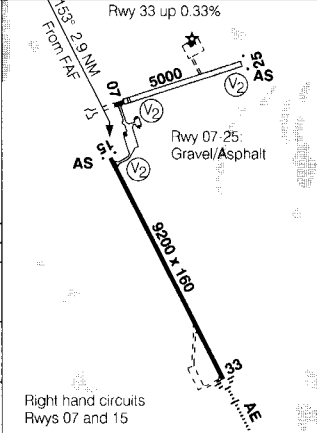 Rwy 33 up 0.33%
153° 2.9 NM
From FAF
07
5000
25
AS
V2
V2
Rwy 07-25:
Gravel/Asphalt
15
AS
V2
9200 x 160
33
AE
Right hand circuits
Rwys 07 and 15